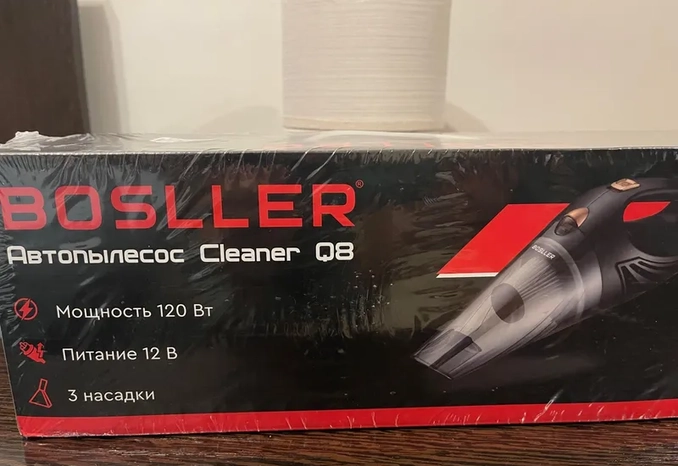 BOSLLER®
Автопылесос Cleaner Q8
Мощность 120 Вт
Питание 12 В
3 насадки
BOSLLER